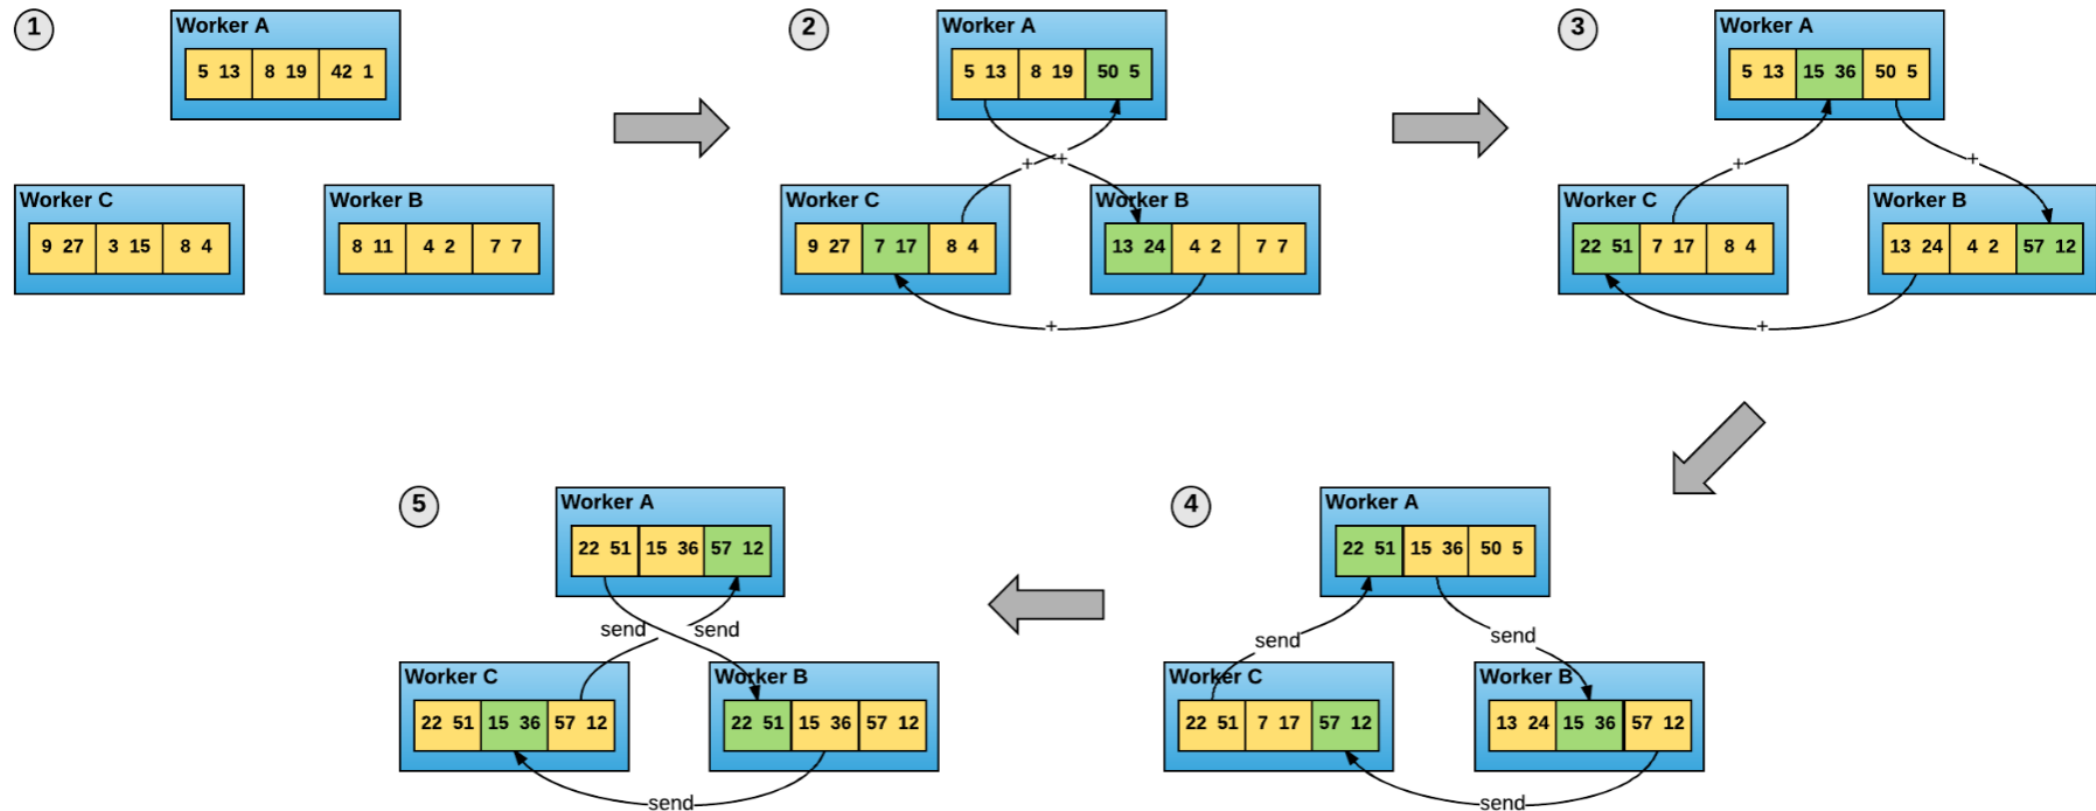 1
Worker A
5 13 8 19 42 1
Worker C
9 27 3 15 8 4
Worker B
8 11 4 2 7 7
2
Worker A
5 13 8 19 50 5
+ +
Worker C
9 27 7 17 8 4
Worker B
13 24 4 2 7 7
+
3
Worker A
5 13 15 36 50 5
+ +
Worker C
22 51 7 17 8 4
Worker B
13 24 4 2 57 12
+
5
Worker A
22 51 15 36 57 12
send send
Worker C
22 51 15 36 57 12
Worker B
22 51 15 36 57 12
send
4
Worker A
22 51 15 36 50 5
send send
Worker C
22 51 7 17 57 12
Worker B
13 24 15 36 57 12
send